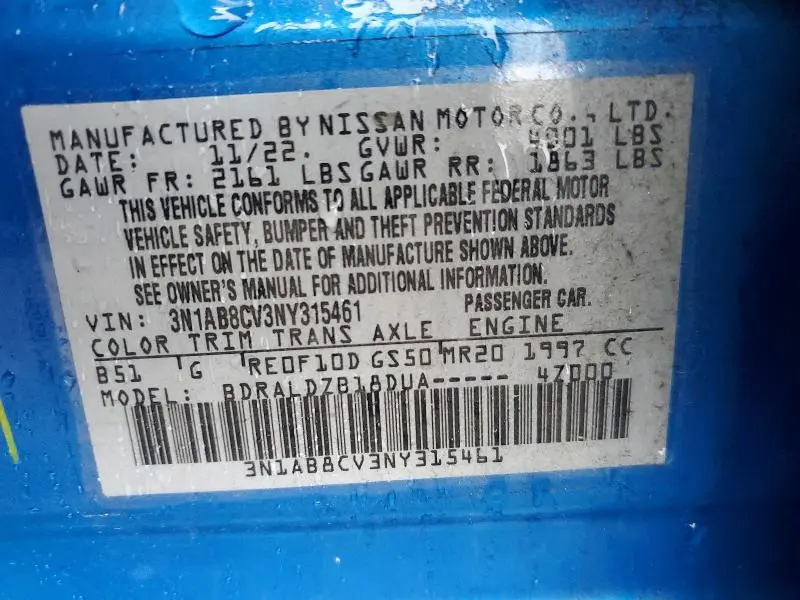 MANUFACTURED BY NISSAN MOTOR CO., LTD.
DATE: 11/22. GVWR: 4001 LBS
GAWR FR: 2161 LBS GAWR RR: 1863 LBS
THIS VEHICLE CONFORMS TO ALL APPLICABLE FEDERAL MOTOR
VEHICLE SAFETY, BUMPER AND THEFT PREVENTION STANDARDS
IN EFFECT ON THE DATE OF MANUFACTURE SHOWN ABOVE.
SEE OWNER'S MANUAL FOR ADDITIONAL INFORMATION.
VIN: 3N1AB8CV3NY315461 PASSENGER CAR.
COLOR TRIM TRANS AXLE ENGINE
B51 G RE0F10D GS50 MR20 1997 CC
MODEL: BDRALDZB18DUA----- 4Z000
3N1AB8CV3NY315461